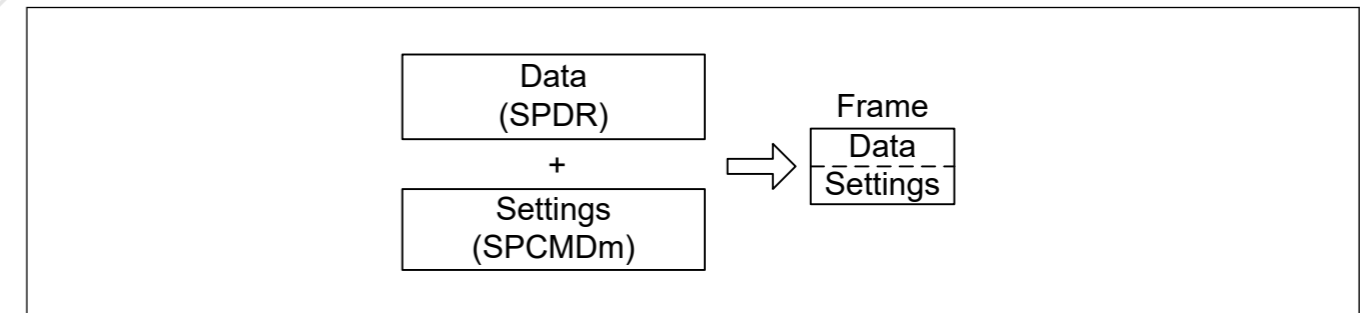 Data
(SPDR)
+
Settings
(SPCMDm)
Frame
Data
Settings